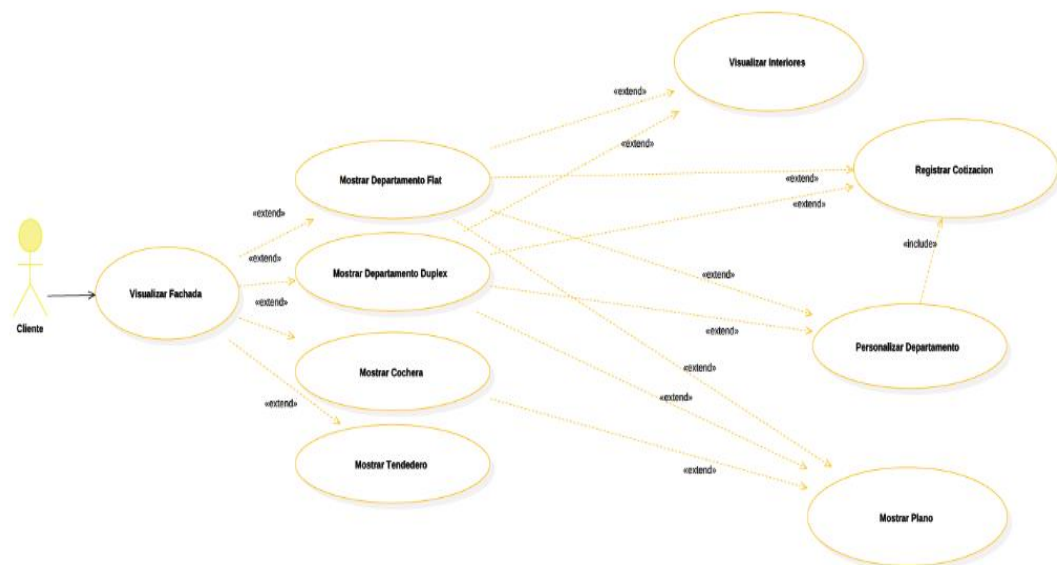 Visualizar Interiores
«extend»
«extend»
Registrar Cotizacion
Mostrar Departamento Flat
«extend»
«extend»
«extend»
«include»
«extend»
Mostrar Departamento Duplex
«extend»
Visualizar Fachada
«extend»
Cliente
«extend»
Personalizar Departamento
Mostrar Cochera
«extend»
«extend»
«extend»
Mostrar Tendedero
«extend»
Mostrar Plano